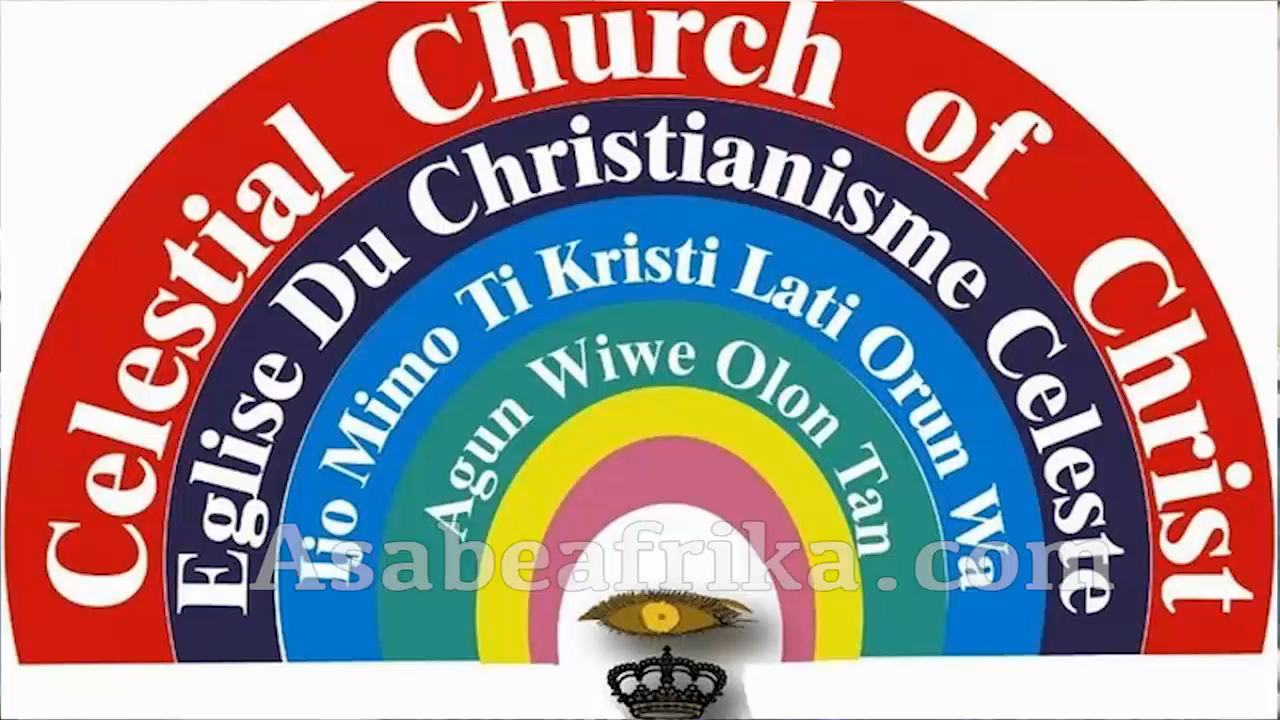 Celestial Church of Christ
Eglise Du Christianisme Celeste
Ijo Mimo Ti Kristi Lati Orun Wa
Agun Wiwe Olon Tan
Asabeafrika.com